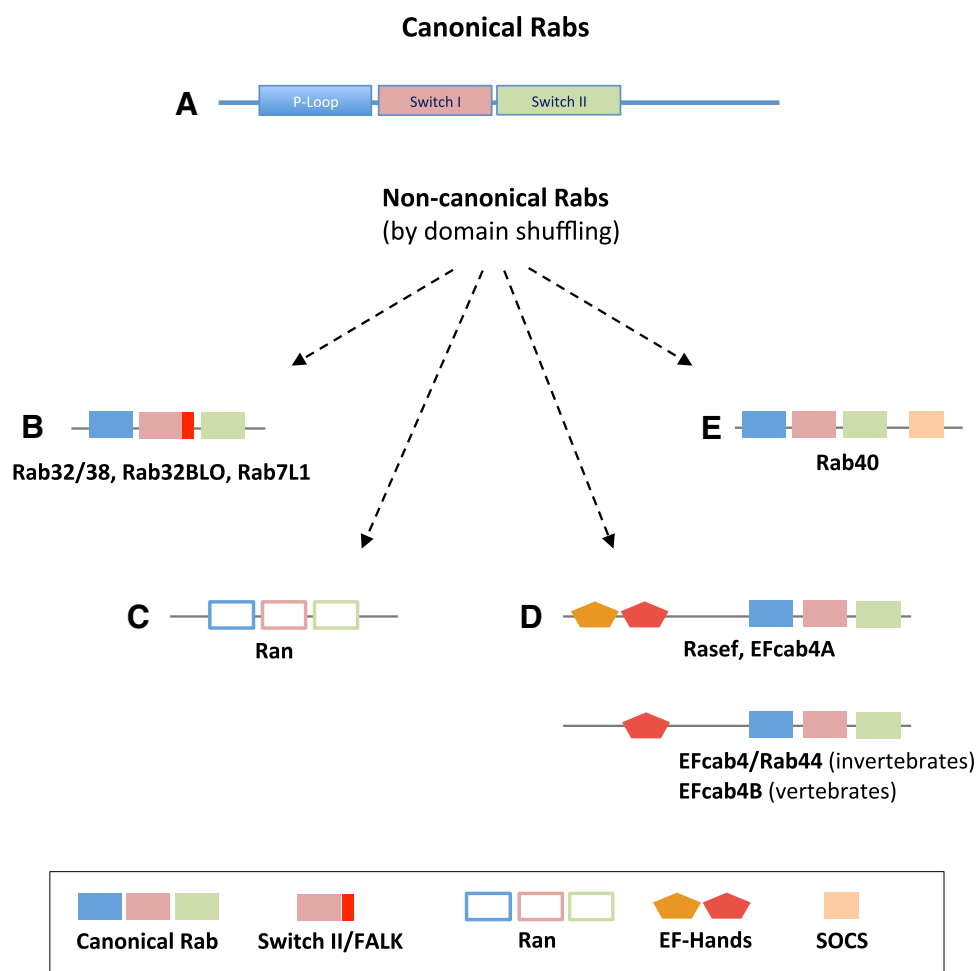 Canonical Rabs
A
P-Loop
Switch I
Switch II
Non-canonical Rabs
(by domain shuffling)
B
Rab32/38, Rab32BLO, Rab7L1
E
Rab40
C
Ran
D
Rasef, EFcab4A
EFcab4/Rab44 (invertebrates)
EFcab4B (vertebrates)
Canonical Rab
Switch II/FALK
Ran
EF-Hands
SOCS